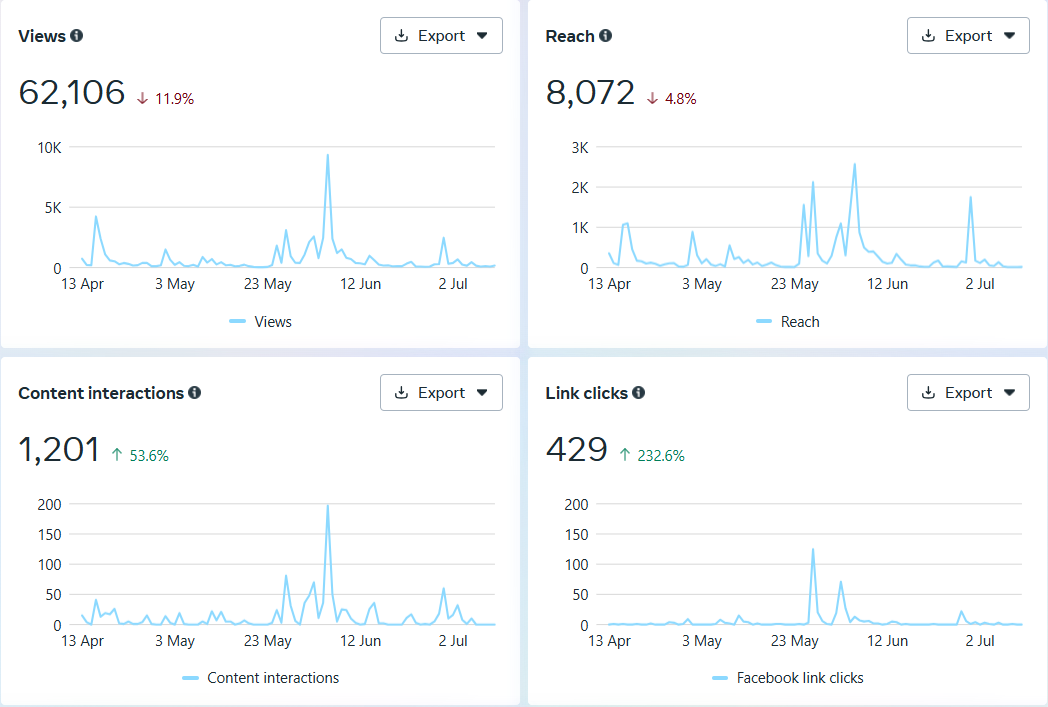 Views
Export
62,106 ↓ 11.9%
10K
5K
0
13 Apr 3 May 23 May 12 Jun 2 Jul
Views
Reach
Export
8,072 ↓ 4.8%
3K
2K
1K
0
13 Apr 3 May 23 May 12 Jun 2 Jul
Reach
Content interactions
Export
1,201 ↑ 53.6%
200
150
100
50
0
13 Apr 3 May 23 May 12 Jun 2 Jul
Content interactions
Link clicks
Export
429 ↑ 232.6%
200
150
100
50
0
13 Apr 3 May 23 May 12 Jun 2 Jul
Facebook link clicks